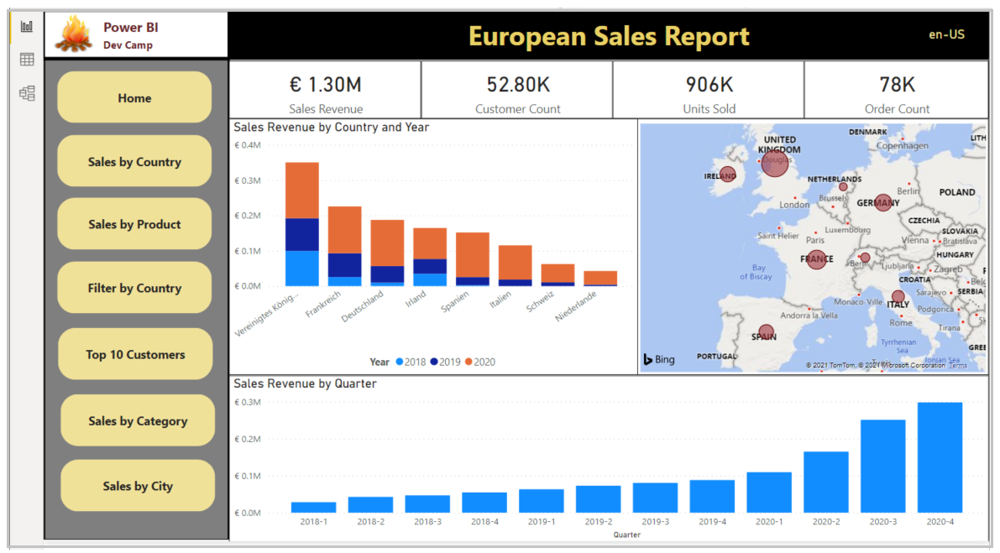 Power BI
Dev Camp
European Sales Report
en-US
Home
Sales by Country
Sales by Product
Filter by Country
Top 10 Customers
Sales by Category
Sales by City
€ 1.30M
Sales Revenue
52.80K
Customer Count
906K
Units Sold
78K
Order Count
Sales Revenue by Country and Year
€ 0.4M
€ 0.3M
€ 0.2M
€ 0.1M
€ 0.0M
Vereinigtes König...
Frankreich
Deutschland
Irland
Spanien
Italien
Schweiz
Niederlande
Year 2018 2019 2020
DENMARK
LITH
UNITED
KINGDOM
Copenhagen
Douglas
IRELAND
NETHERLANDS
Berlin
POLAND
London
Brussels
GERMANY
CZECHIA
Saint Helier
Paris
Luxembourg
SLOVAKIA
Vienna
Bratislava
HUNGARY
FRANCE
Bern
Ljubljana
Zagreb
Bay
of Biscay
CROATIA
Belg
Sarajevo
SERBIA
Monaco-Ville
ITALY
Podgorica
Andorra la Vella
Rome
Tirana
Sk
SPAIN
Tyrrhenian
Sea
GREE
PORTUGAL
Ionian Sea
Tunis
Bing
© 2021 TomTom, © 2021 Microsoft Corporation Terms
Sales Revenue by Quarter
€ 0.3M
€ 0.2M
€ 0.1M
€ 0.0M
2018-1 2018-2 2018-3 2018-4 2019-1 2019-2 2019-3 2019-4 2020-1 2020-2 2020-3 2020-4
Quarter